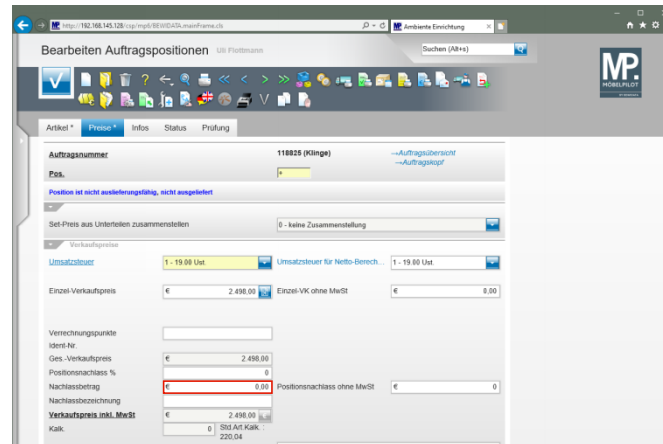 http://192.168.145.128/csp/mpé/BEWIDATA.mainFrame.cls
Ambiente Einrichtung
Bearbeiten Auftragspositionen Uli Flottmann
Suchen (Alt+s)
MP.
MÖBELPILOT
Artikel * Preise * Infos Status Prüfung
Auftragsnummer 118825 (Klinge) →Auftragsübersicht
→Auftragskopf
Pos. +
Position ist nicht auslieferungsfähig, nicht ausgeliefert
Set-Preis aus Unterteilen zusammenstellen 0 - keine Zusammenstellung
Verkaufspreise
Umsatzsteuer 1 - 19.00 Ust. Umsatzsteuer für Netto-Berech... 1 - 19.00 Ust.
Einzel-Verkaufspreis € 2.498,00 Einzel-VK ohne MwSt € 0,00
Verrechnungspunkte
Ident-Nr.
Ges.-Verkaufspreis € 2.498,00
Positionsnachlass % 0
Nachlassbetrag € 0,00 Positionsnachlass ohne MwSt € 0
Nachlassbezeichnung
Verkaufspreis inkl. MwSt € 2.498,00
Kalk. 0 Std.Art.Kalk. :
220,04